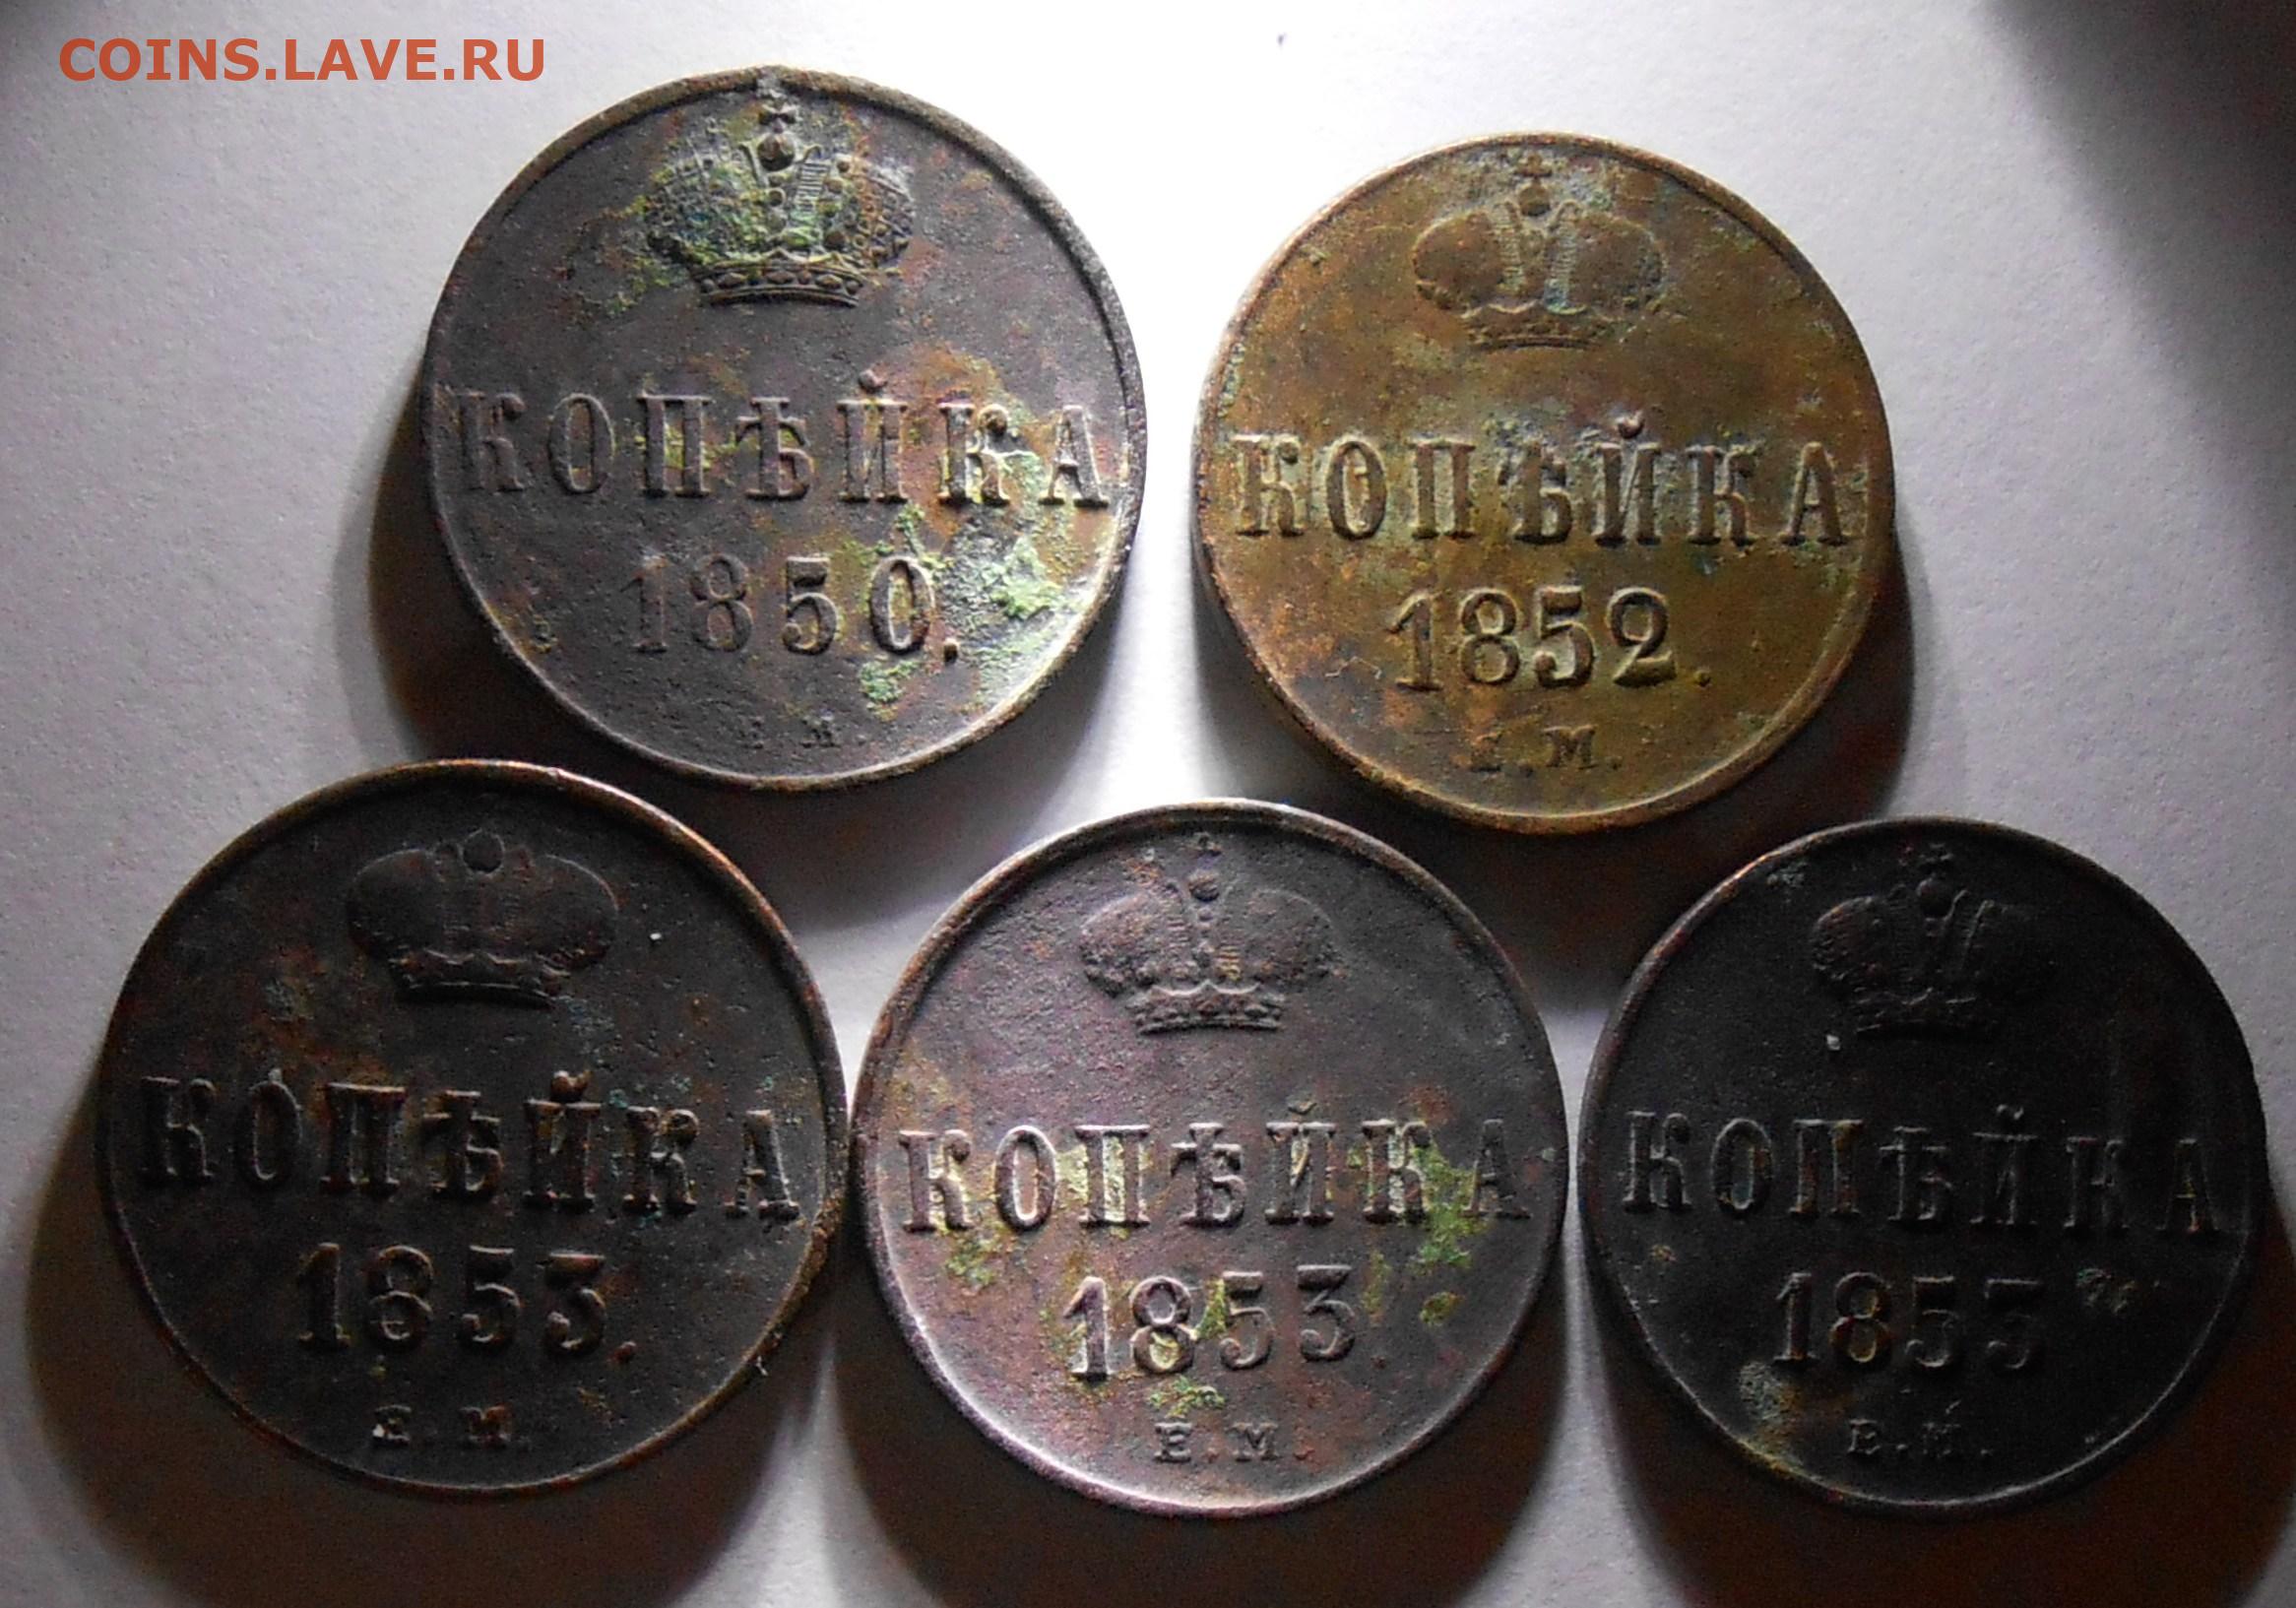 COINS.LAVE.RU
КОПѢЙКА
1850.
Е.М.
КОПѢЙКА
1852.
Е.М.
КОПѢЙКА
1853.
Е.М.
КОПѢЙКА
1853.
Е.М.
КОПѢЙКА
1853
Е.М.